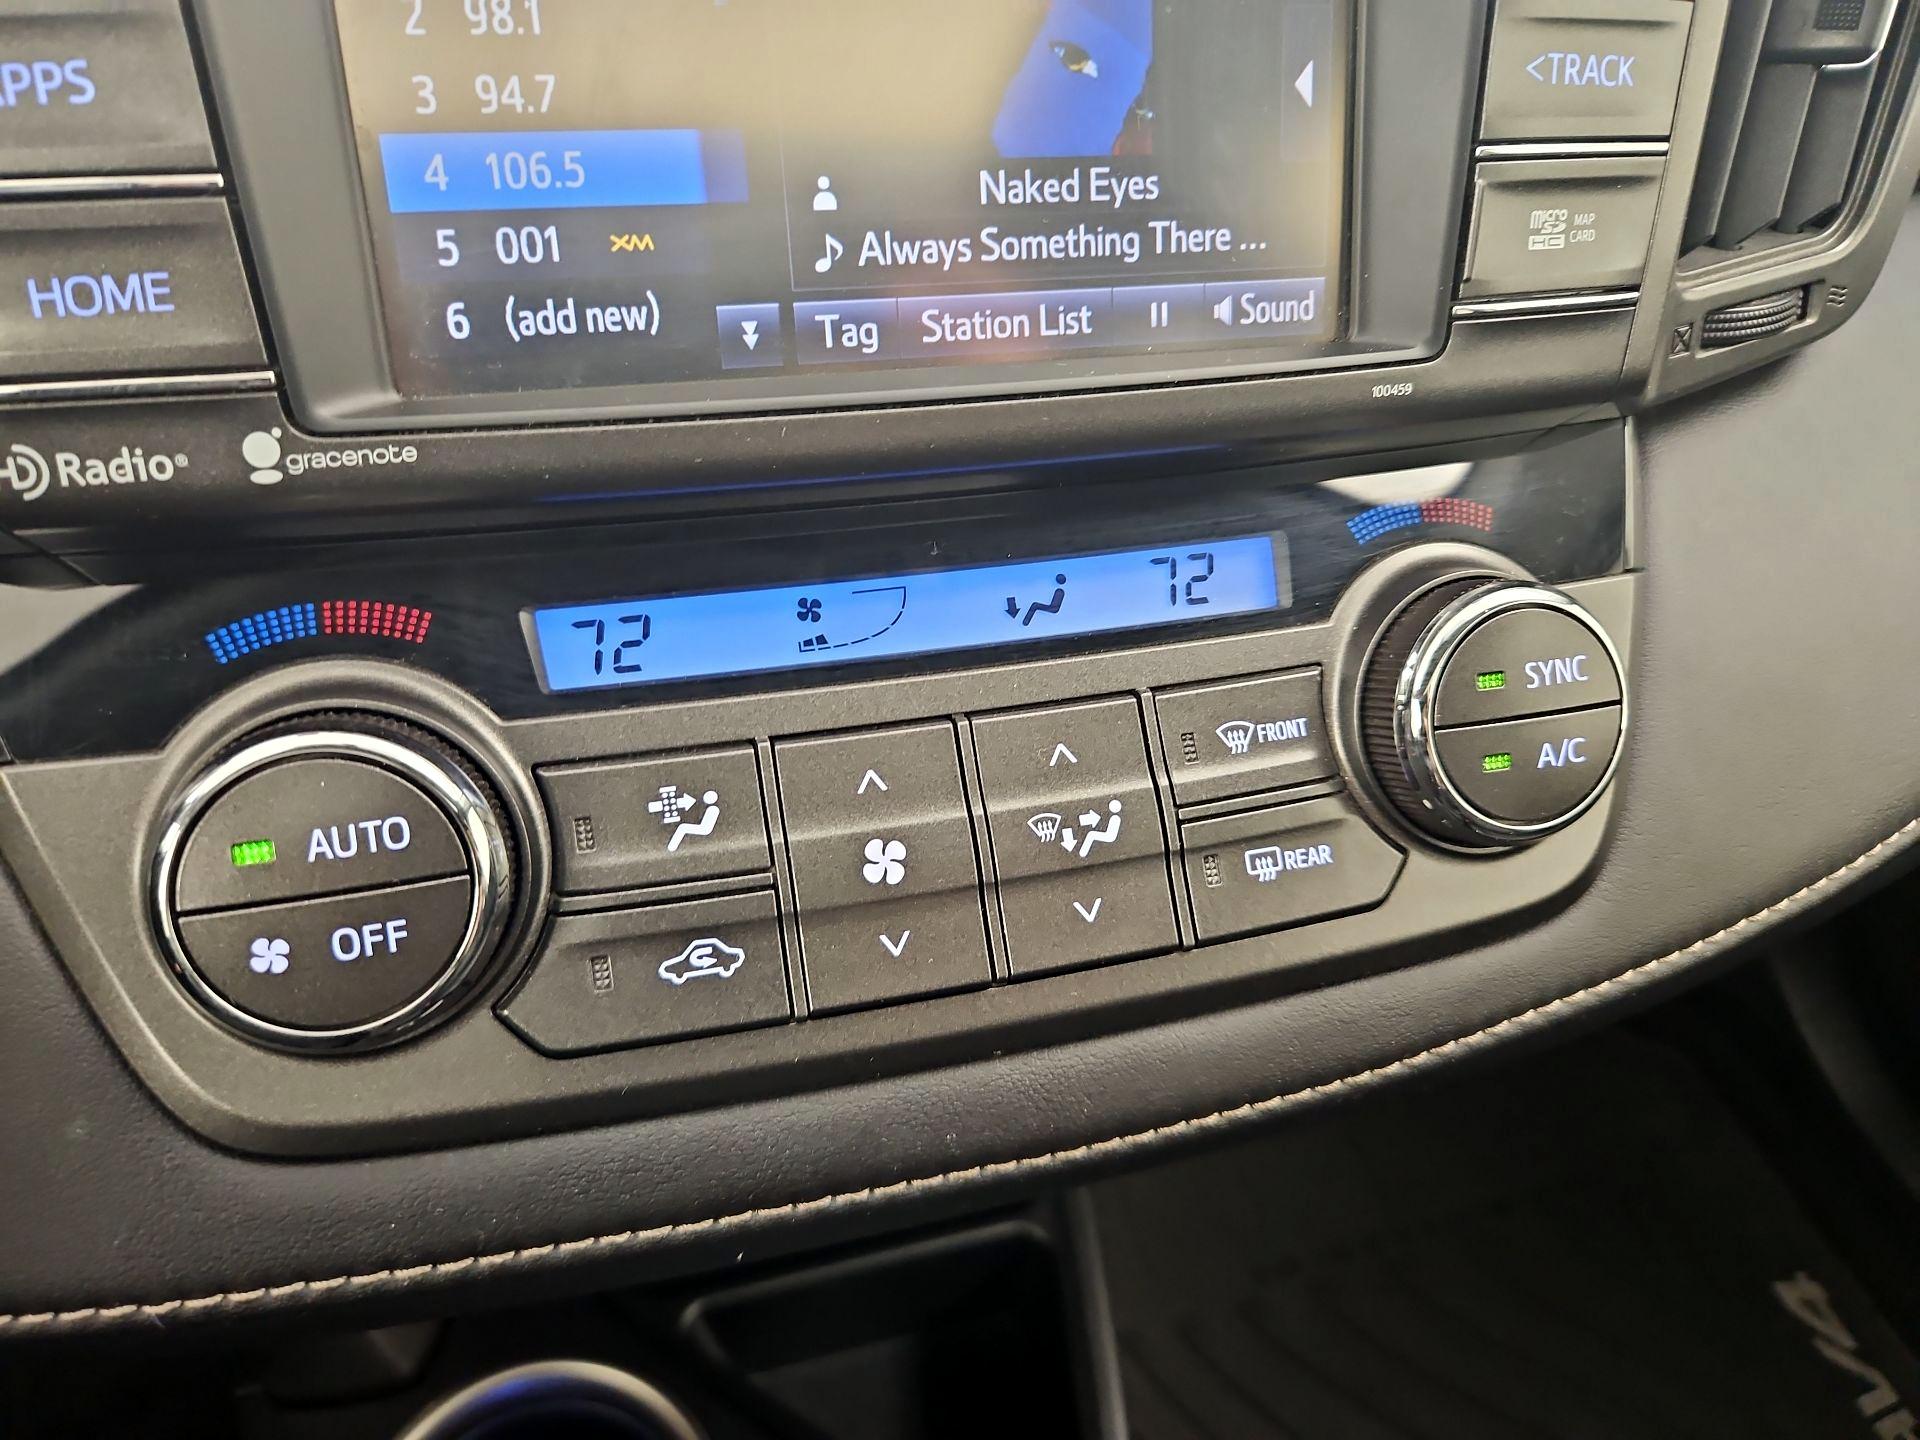 2 98.1
3 94.7
4 106.5
5 001 XM
6 (add new)
Naked Eyes
Always Something There ...
Tag
Station List
Sound
HOME
<TRACK
micro
SD
HC
MAP
CARD
100459
HD Radio®
gracenote
72
72
AUTO
OFF
FRONT
REAR
SYNC
A/C